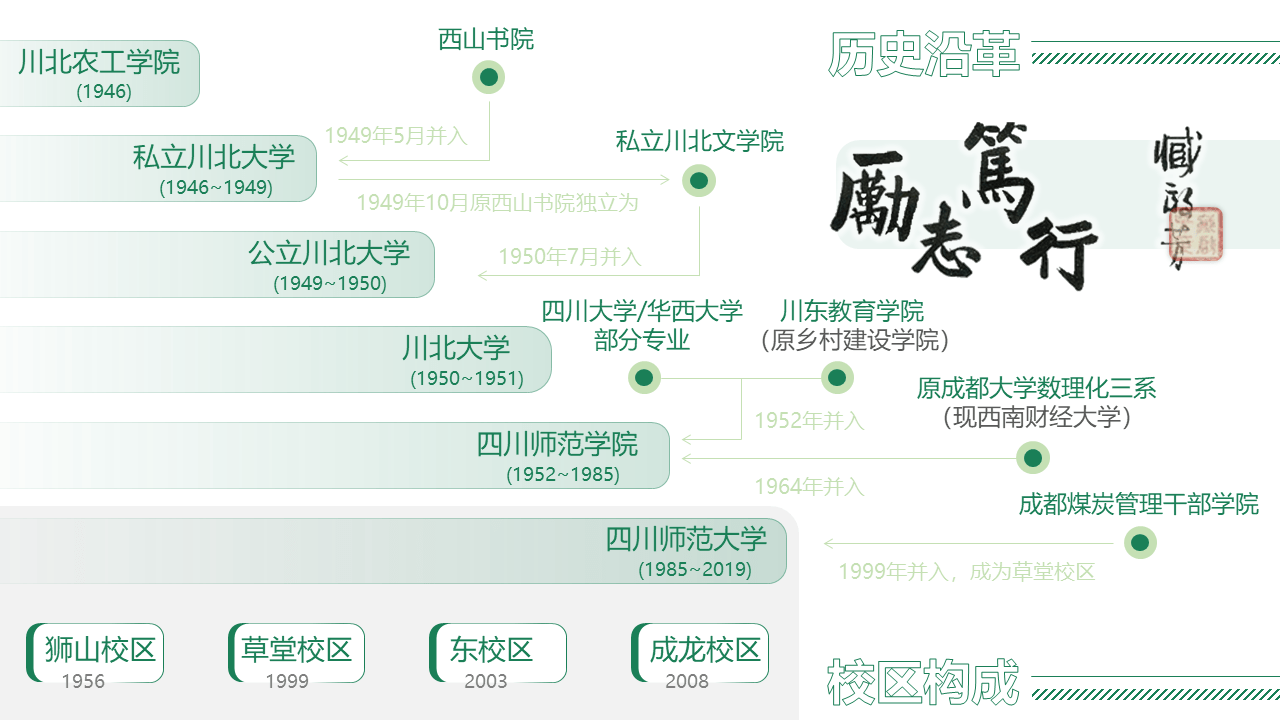 历史沿革
川北农工学院
(1946)
西山书院
私立川北大学
(1946~1949)
1949年5月并入
私立川北文学院
1949年10月原西山书院独立为
公立川北大学
(1949~1950)
1950年7月并入
川北大学
(1950~1951)
四川大学/华西大学
部分专业
川东教育学院
（原乡村建设学院）
1952年并入
四川师范学院
(1952~1985)
原成都大学数理化三系
（现西南财经大学）
1964年并入
四川师范大学
(1985~2019)
成都煤炭管理干部学院
1999年并入，成为草堂校区
狮山校区
1956
草堂校区
1999
东校区
2003
成龙校区
2008
校区构成
勵志
篤行
臧啟芳